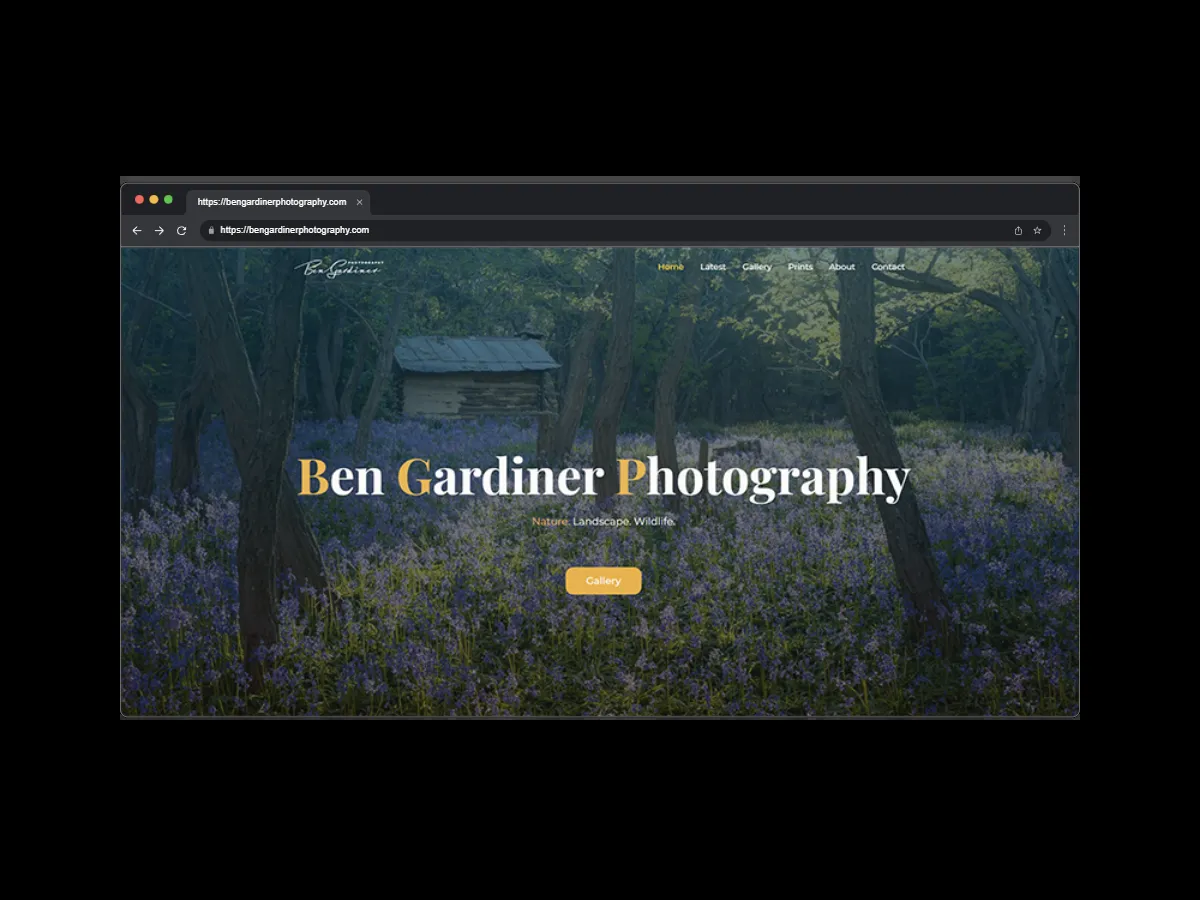 https://bengardinerphotography.com
https://bengardinerphotography.com
PHOTOGRAPHY
Ben Gardiner
Home Latest Gallery Prints About Contact
Ben Gardiner Photography
Nature. Landscape. Wildlife.
Gallery